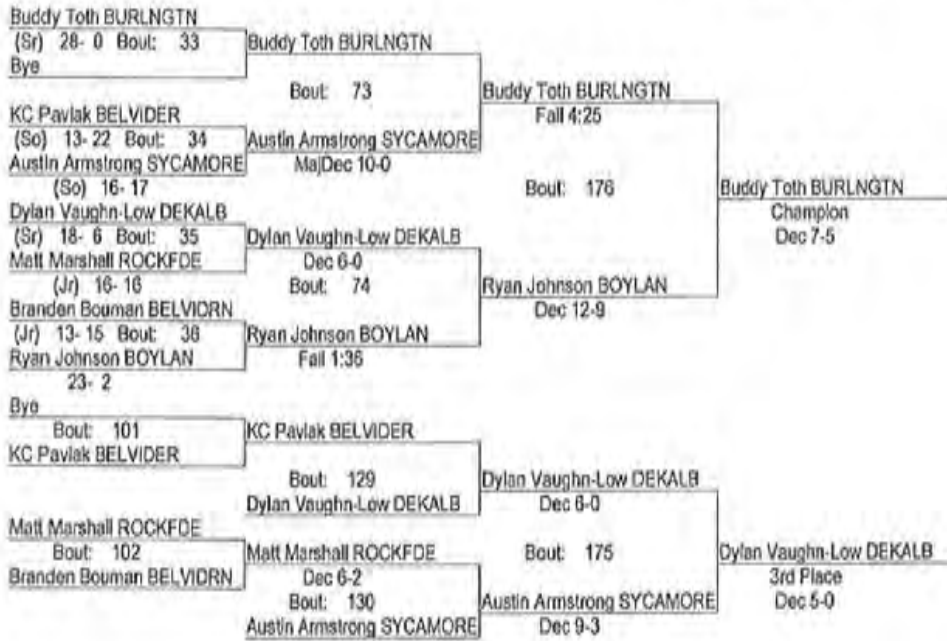 Buddy Toth BURLNGTN
(Sr) 28- 0 Bout: 33
Bye
Buddy Toth BURLNGTN
Bout: 73
KC Pavlak BELVIDER
(So) 13- 22 Bout: 34
Austin Armstrong SYCAMORE
(So) 16- 17
Austin Armstrong SYCAMORE
MajDec 10-0
Buddy Toth BURLNGTN
Fall 4:25
Bout: 176
Dylan Vaughn-Low DEKALB
(Sr) 18- 6 Bout: 35
Matt Marshall ROCKFDE
(Jr) 16- 16
Dylan Vaughn-Low DEKALB
Dec 6-0
Bout: 74
Branden Bouman BELVIDRN
(Jr) 13- 15 Bout: 36
Ryan Johnson BOYLAN
23- 2
Ryan Johnson BOYLAN
Fall 1:36
Ryan Johnson BOYLAN
Dec 12-9
Buddy Toth BURLNGTN
Champion
Dec 7-5
Bye
Bout: 101
KC Pavlak BELVIDER
KC Pavlak BELVIDER
Bout: 129
Dylan Vaughn-Low DEKALB
Dylan Vaughn-Low DEKALB
Dec 6-0
Bout: 175
Matt Marshall ROCKFDE
Bout: 102
Branden Bouman BELVIDRN
Matt Marshall ROCKFDE
Dec 6-2
Bout: 130
Austin Armstrong SYCAMORE
Austin Armstrong SYCAMORE
Dec 9-3
Dylan Vaughn-Low DEKALB
3rd Place
Dec 5-0